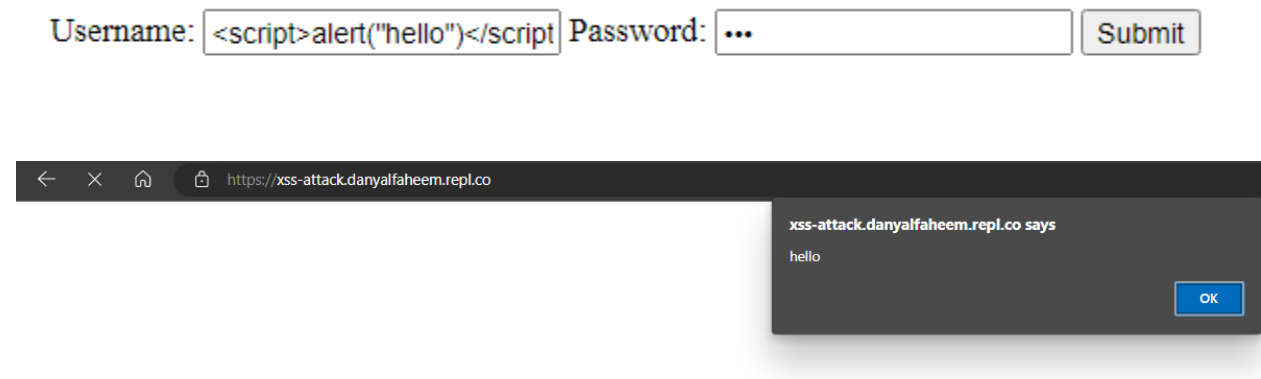 Username: <script>alert("hello")</script Password: ••• Submit
https://xss-attack.danyalfaheem.repl.co
xss-attack.danyalfaheem.repl.co says
hello
OK